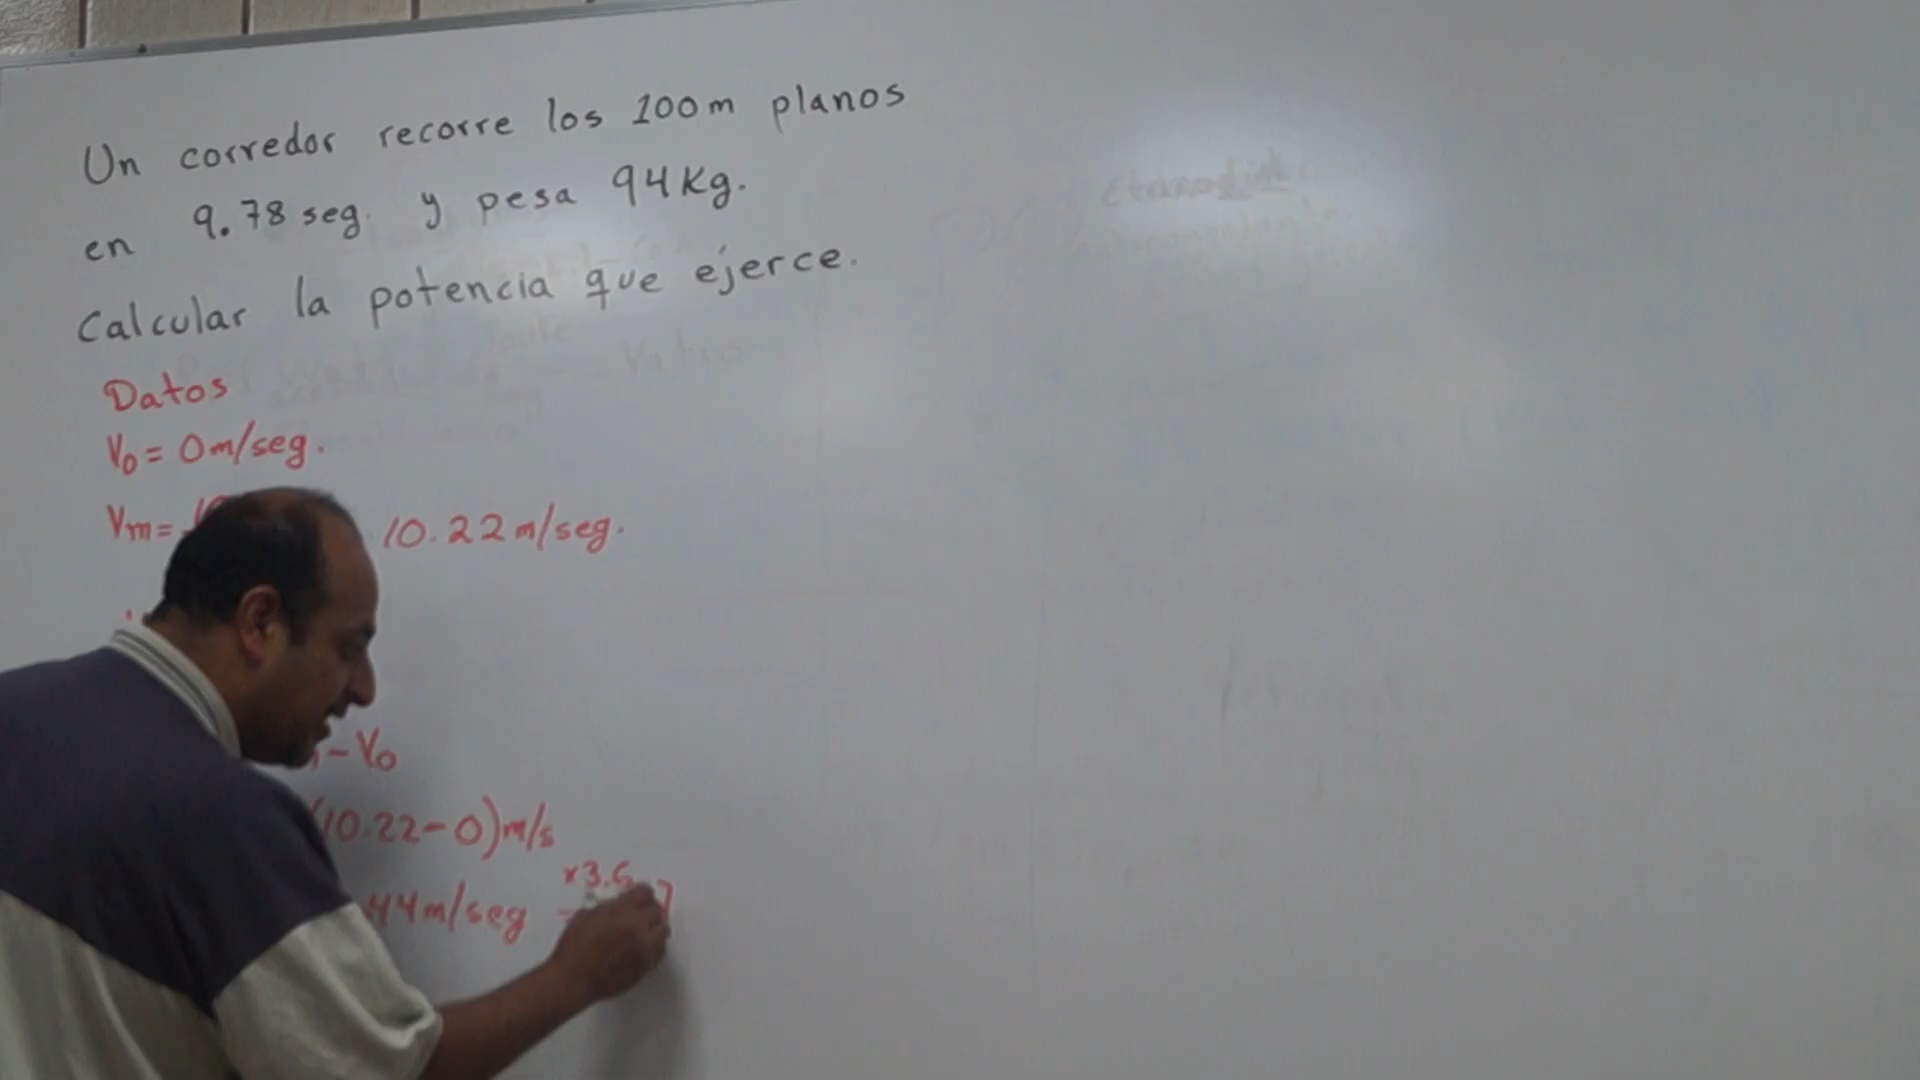 Un corredor recorre los 100m planos
en 9.78 seg. y pesa 94Kg.
Calcular la potencia que ejerce.
Datos
V₀ = 0m/seg.
Vm= 10.22m/seg.
-V₀
(10.22-0)m/s
×3.6
44m/seg =